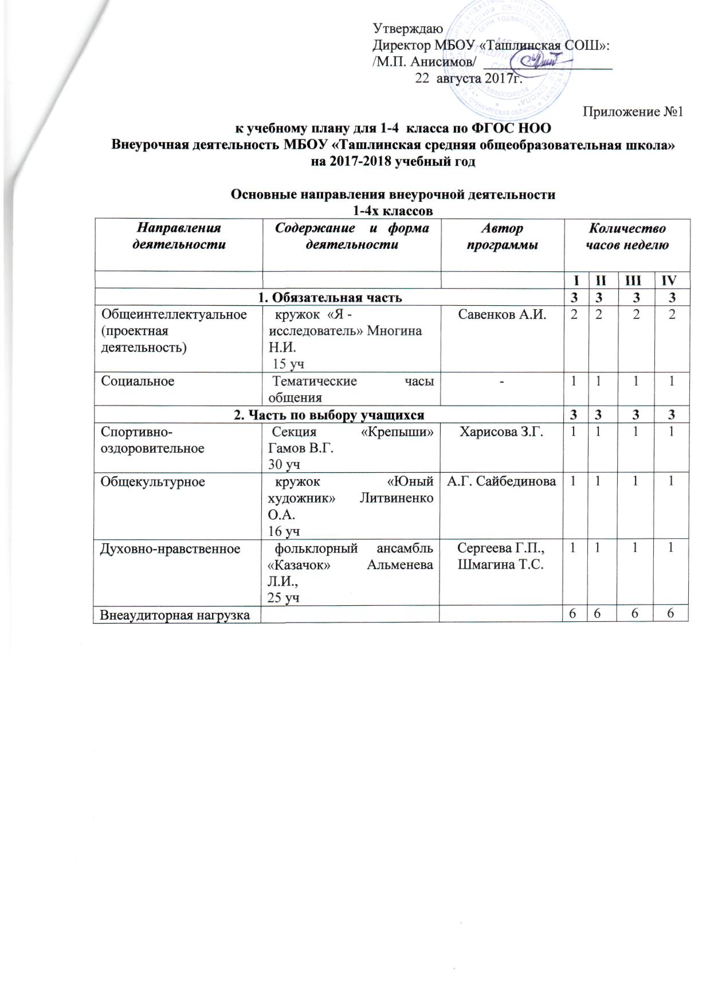 Утверждаю
Директор МБОУ «Ташлинская СОШ»:
/М.П. Анисимов/
22 августа 2017г.
Приложение №1
к учебному плану для 1-4 класса по ФГОС НОО
Внеурочная деятельность МБОУ «Ташлинская средняя общеобразовательная школа»
на 2017-2018 учебный год
Основные направления внеурочной деятельности
1-4х классов
Направления деятельности | Содержание и форма деятельности | Автор программы | Количество часов неделю
I II III IV
1. Обязательная часть 3 3 3 3
Общеинтеллектуальное (проектная деятельность) | кружок «Я - исследователь» Многина Н.И. 15 уч | Савенков А.И. | 2 2 2 2
Социальное | Тематические часы общения | - | 1 1 1 1
2. Часть по выбору учащихся 3 3 3 3
Спортивно-оздоровительное | Секция «Крепыши» Гамов В.Г. 30 уч | Харисова З.Г. | 1 1 1 1
Общекультурное | кружок «Юный художник» Литвиненко О.А. 16 уч | А.Г. Сайбединова | 1 1 1 1
Духовно-нравственное | фольклорный ансамбль «Казачок» Альменева Л.И., 25 уч | Сергеева Г.П., Шмагина Т.С. | 1 1 1 1
Внеаудиторная нагрузка 6 6 6 6